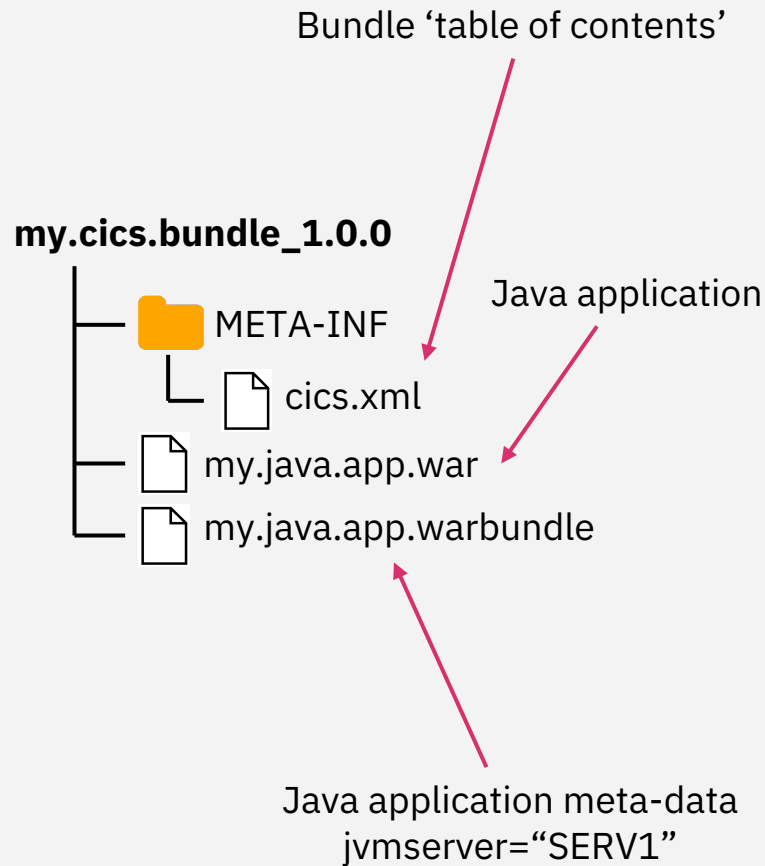 Bundle ‘table of contents’
my.cics.bundle_1.0.0
Java application
META-INF
cics.xml
my.java.app.war
my.java.app.warbundle
Java application meta-data
jvmserver=“SERV1”